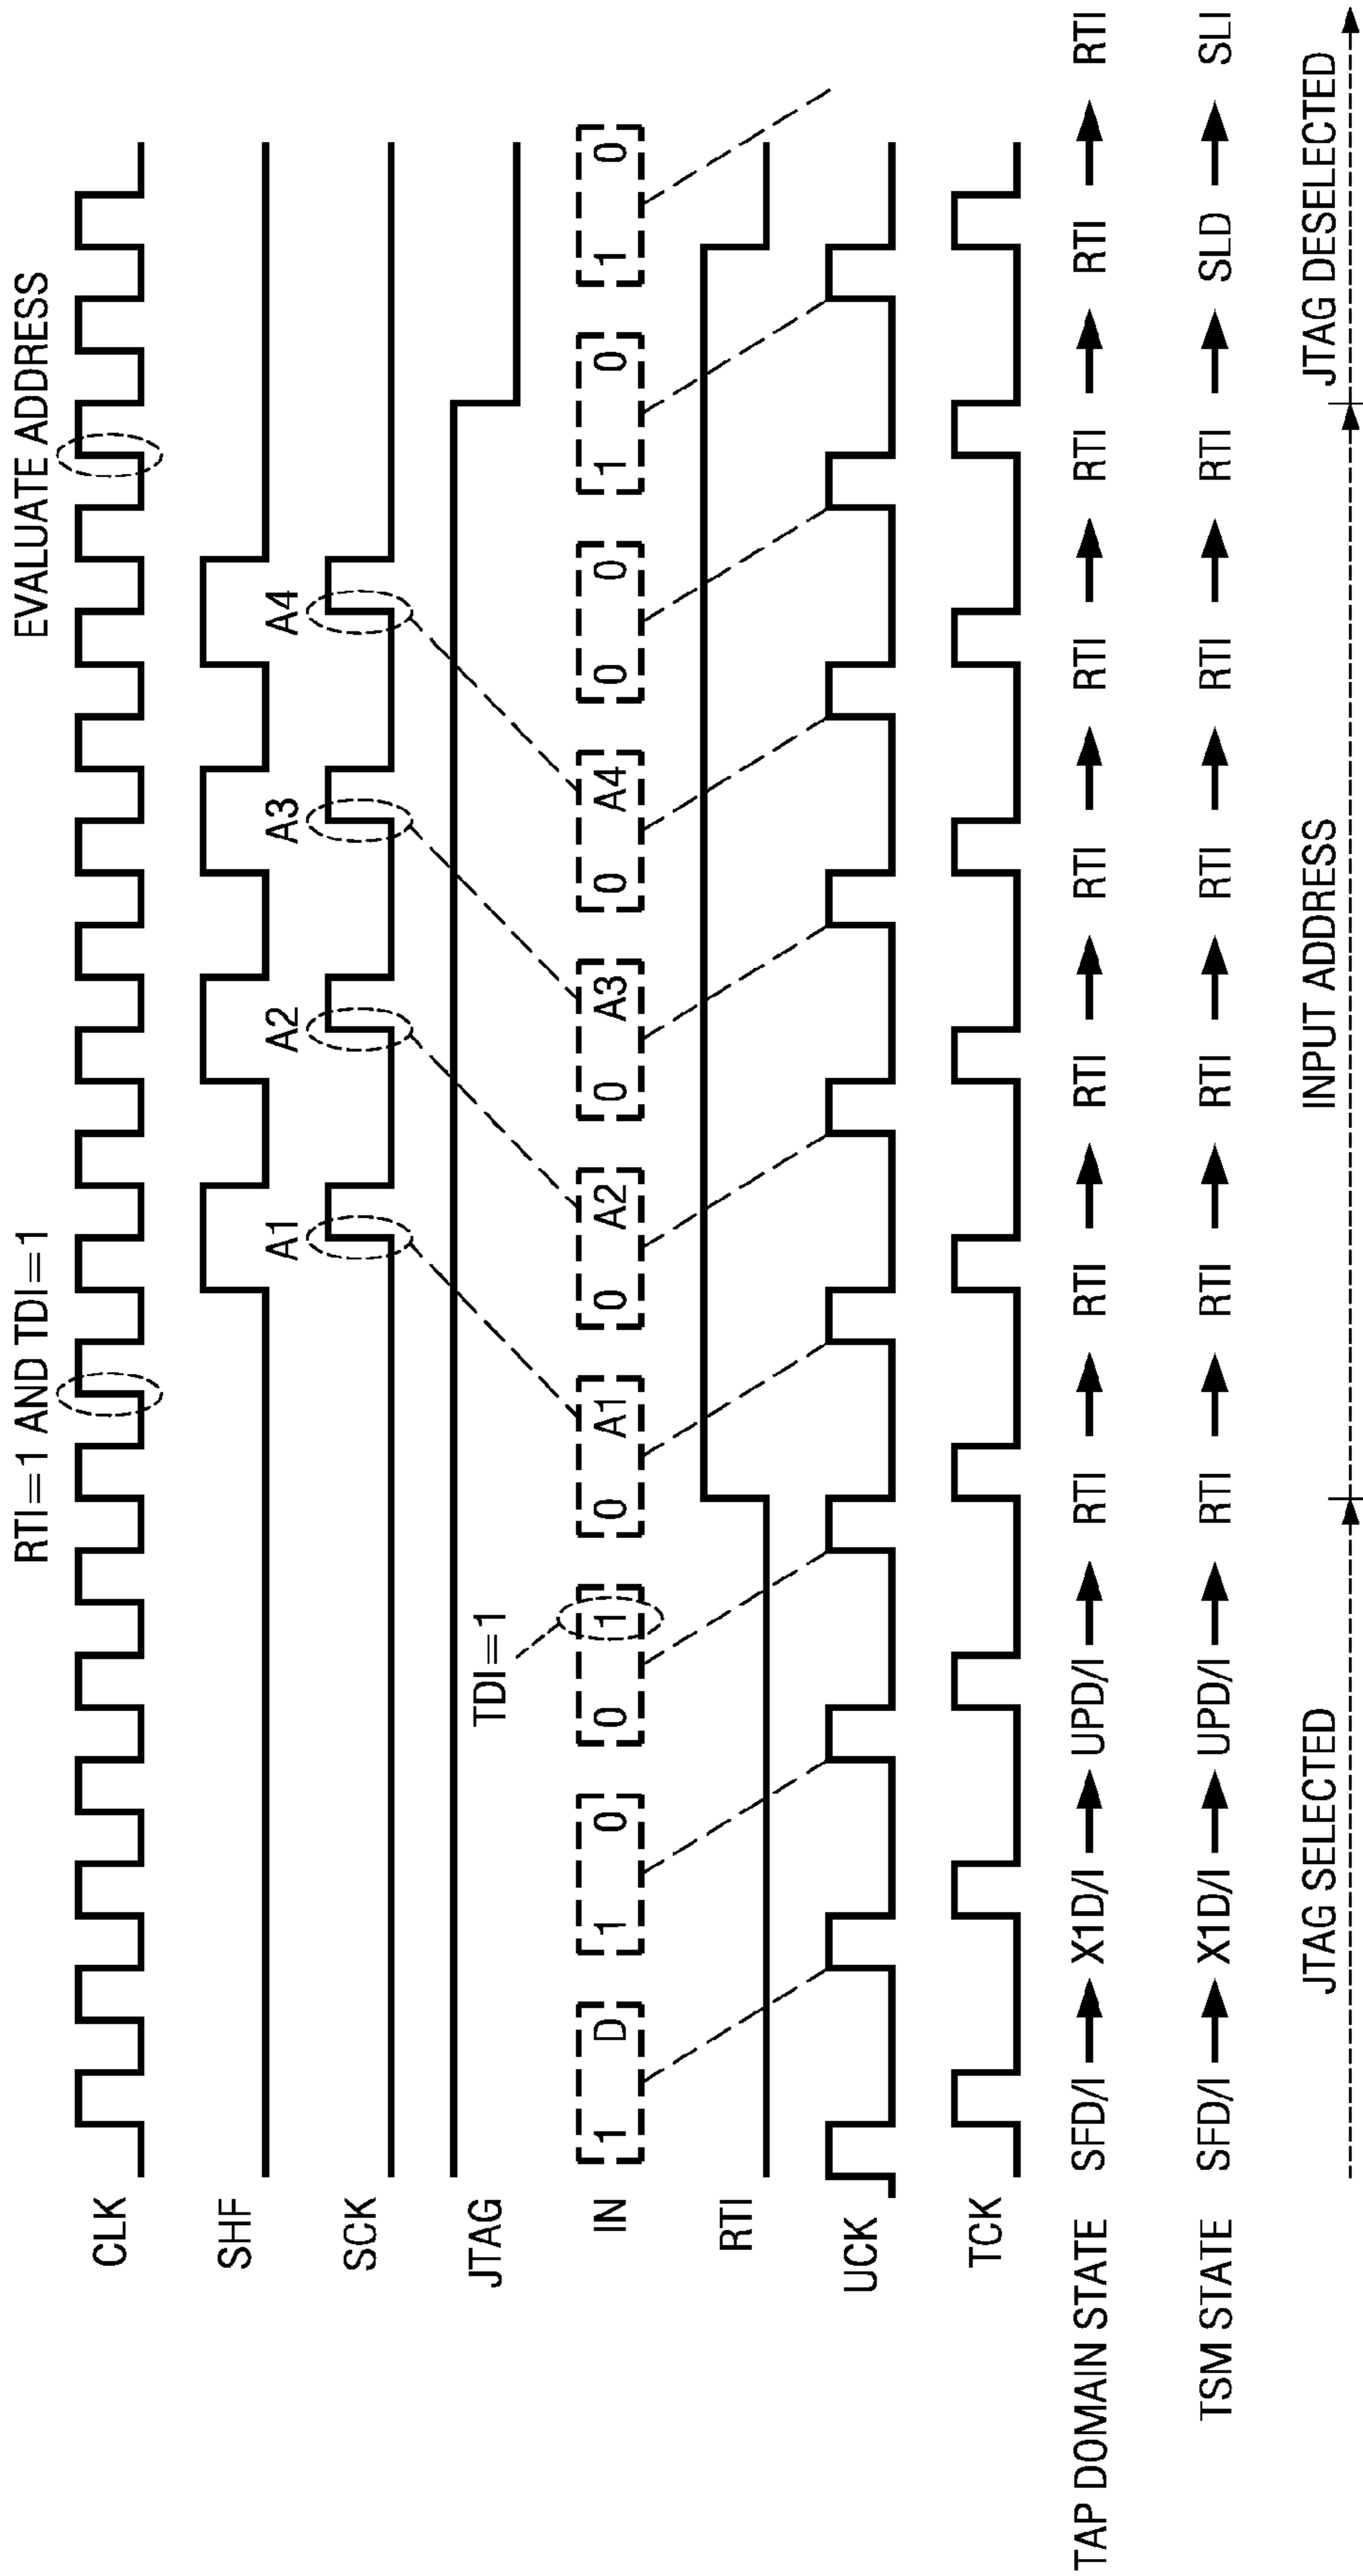 RTI=1 AND TDI=1 EVALUATE ADDRESS
CLK
SHF
A1 A2 A3 A4
SCK
JTAG
TDI=1
IN 1 D 1 0 0 1 0 A1 0 A2 0 A3 0 A4 0 0 1 0 1 0
RTI
UCK
TCK
TAP DOMAIN STATE SFD/I X1D/I UPD/I RTI RTI RTI RTI RTI RTI RTI RTI
TSM STATE SFD/I X1D/I UPD/I RTI RTI RTI RTI RTI RTI SLD SLI
JTAG SELECTED INPUT ADDRESS JTAG DESELECTED